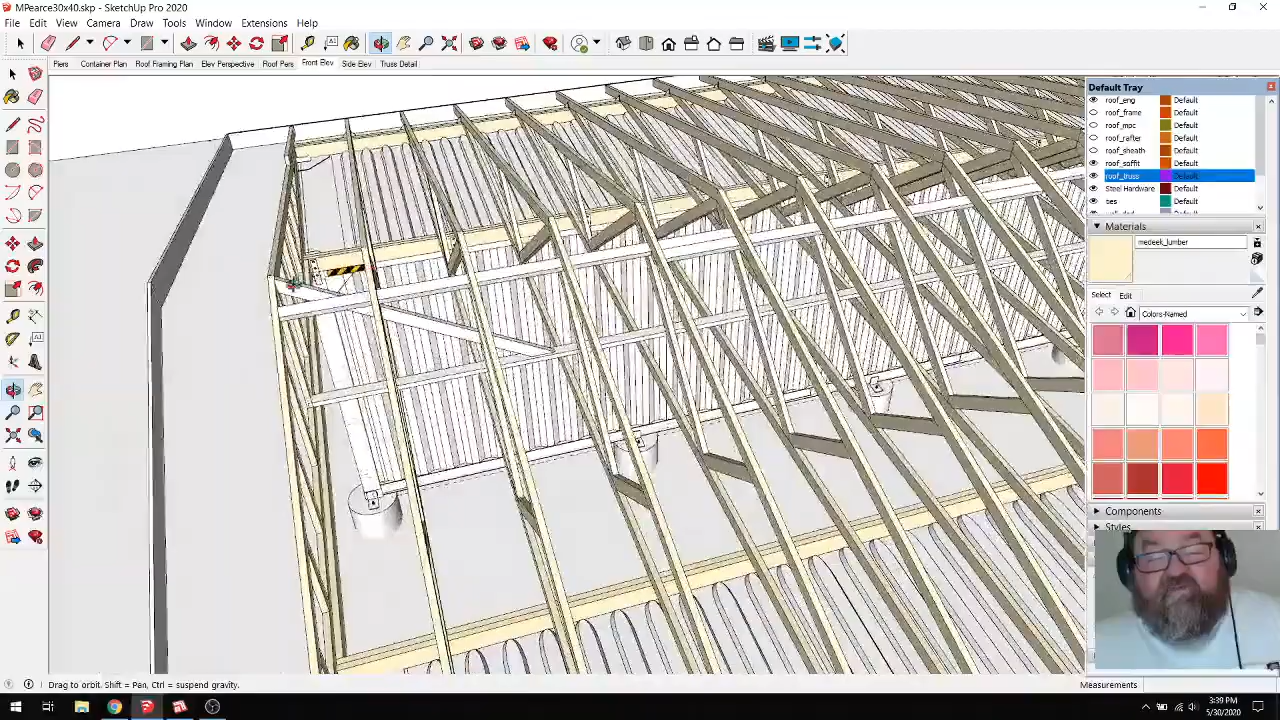 MPearce30x40.skp - SketchUp Pro 2020
File Edit View Camera Draw Tools Window Extensions Help
Piers Container Plan Roof Framing Plan Elev Perspective Roof Pers Front Elev Side Elev Truss Detail
Default Tray
roof_eng Default
roof_frame Default
roof_mpc Default
roof_rafter Default
roof_sheath Default
roof_soffit Default
roof_truss Default
Steel Hardware Default
ties Default
Materials
medeek_lumber
Select Edit
Colors-Named
Components
Styles
Drag to orbit. Shift = Pan, Ctrl = suspend gravity.
Measurements
3:39 PM
5/30/2020